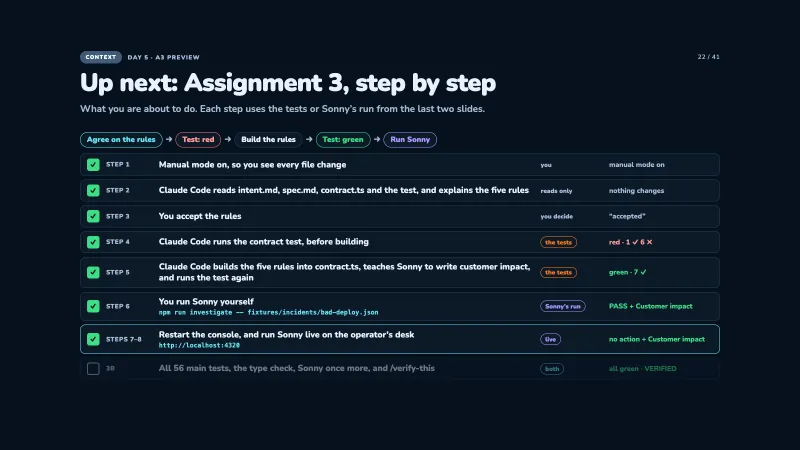 CONTEXT DAY 5 · A3 PREVIEW 22 / 41
Up next: Assignment 3, step by step
What you are about to do. Each step uses the tests or Sonny's run from the last two slides.
Agree on the rules → Test: red → Build the rules → Test: green → Run Sonny
STEP 1 Manual mode on, so you see every file change you manual mode on
STEP 2 Claude Code reads intent.md, spec.md, contract.ts and the test, and explains the five rules reads only nothing changes
STEP 3 You accept the rules you decide "accepted"
STEP 4 Claude Code runs the contract test, before building the tests red · 1 ✓ 6 ✕
STEP 5 Claude Code builds the five rules into contract.ts, teaches Sonny to write customer impact, the tests green · 7 ✓
and runs the test again
STEP 6 You run Sonny yourself Sonny's run PASS + Customer impact
npm run investigate -- fixtures/incidents/bad-deploy.json
STEPS 7–8 Restart the console, and run Sonny live on the operator's desk live no action + Customer impact
http://localhost:4320
3B All 56 main tests, the type check, Sonny once more, and /verify-this both all green · VERIFIED